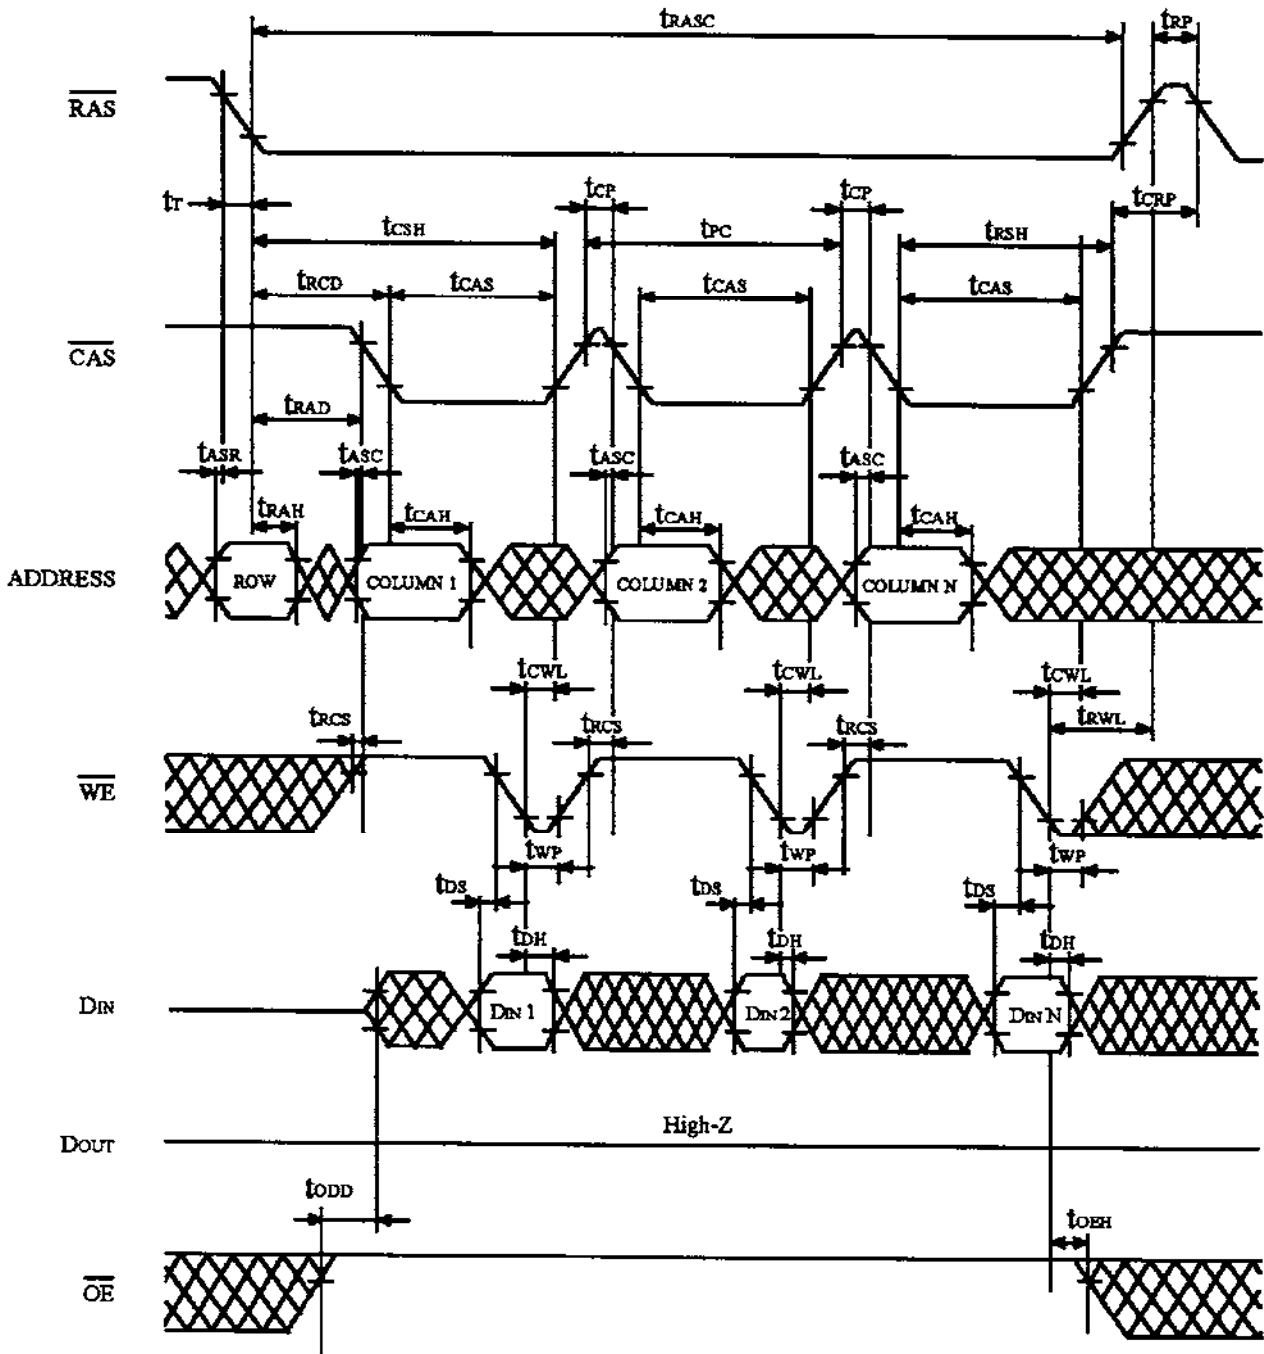 tRASC tRP
RAS
tT tCP tCP tCRP
tCSH tPC tRSH
tRCD tCAS tCAS tCAS
CAS
tRAD
tASR tASC tASC tASC
tRAH tCAH tCAH tCAH
ADDRESS ROW COLUMN 1 COLUMN 2 COLUMN N
tCWL tCWL tCWL
tRCS tRCS tRCS tRWL
WE
tWP tWP tWP
tDS tDS tDS
tDH tDH tDH
DIN DIN 1 DIN 2 DIN N
High-Z
DOUT
tODD tOEH
OE